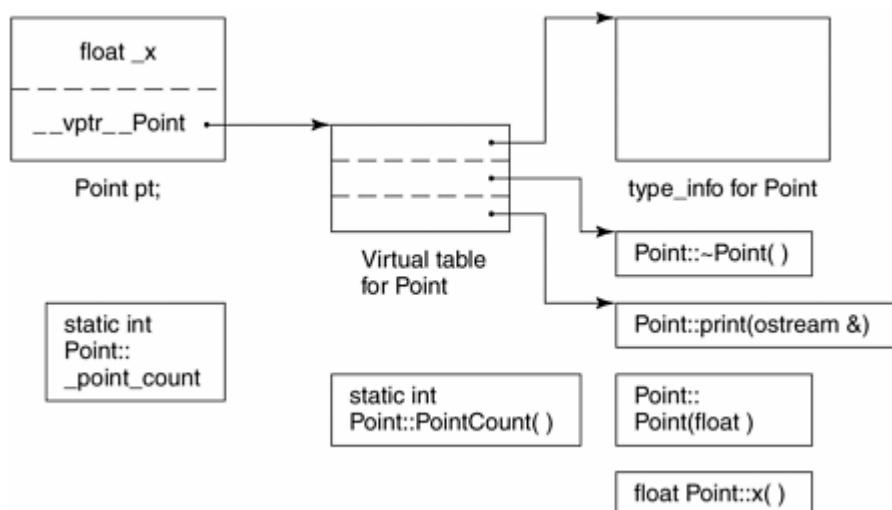 float _x
__vptr__Point
Point pt;
type_info for Point
Virtual table
for Point
Point::~Point( )
Point::print(ostream &)
static int
Point::
_point_count
static int
Point::PointCount( )
Point::
Point(float )
float Point::x( )